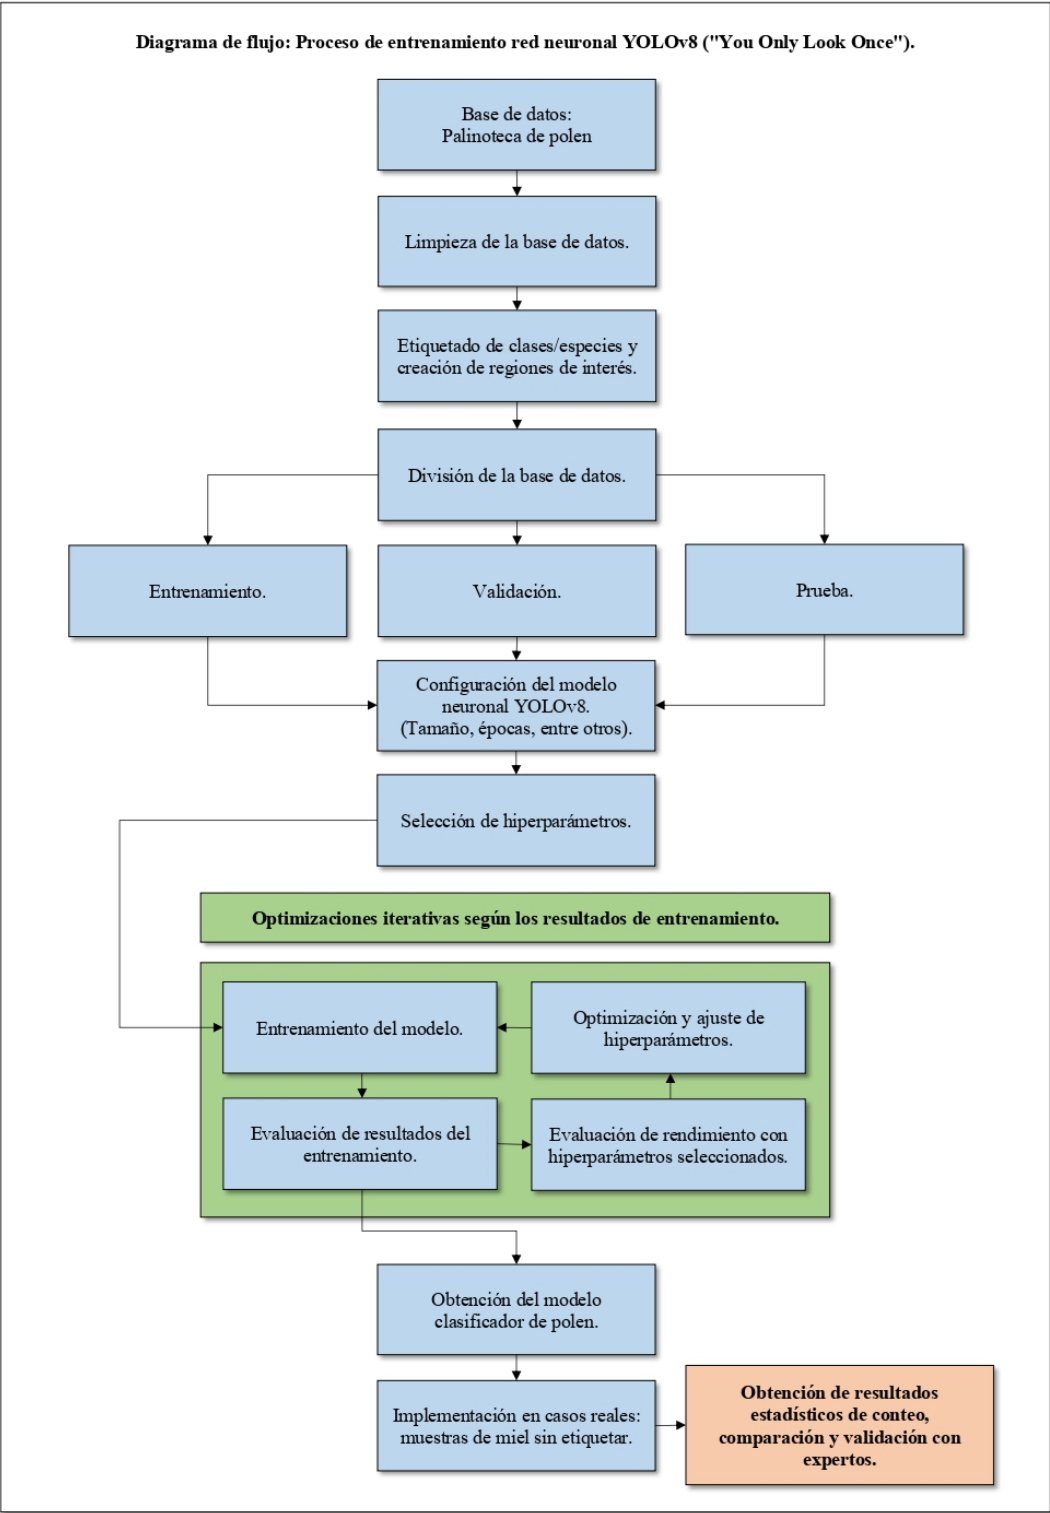 Diagrama de flujo: Proceso de entrenamiento red neuronal YOLOv8 ("You Only Look Once").
Base de datos:
Palinoteca de polen
Limpieza de la base de datos.
Etiquetado de clases/especies y
creación de regiones de interés.
División de la base de datos.
Entrenamiento.
Validación.
Prueba.
Configuración del modelo
neuronal YOLOv8.
(Tamaño, épocas, entre otros).
Selección de hiperparámetros.
Optimizaciones iterativas según los resultados de entrenamiento.
Entrenamiento del modelo.
Optimización y ajuste de
hiperparámetros.
Evaluación de resultados del
entrenamiento.
Evaluación de rendimiento con
hiperparámetros seleccionados.
Obtención del modelo
clasificador de polen.
Implementación en casos reales:
muestras de miel sin etiquetar.
Obtención de resultados
estadísticos de conteo,
comparación y validación con
expertos.